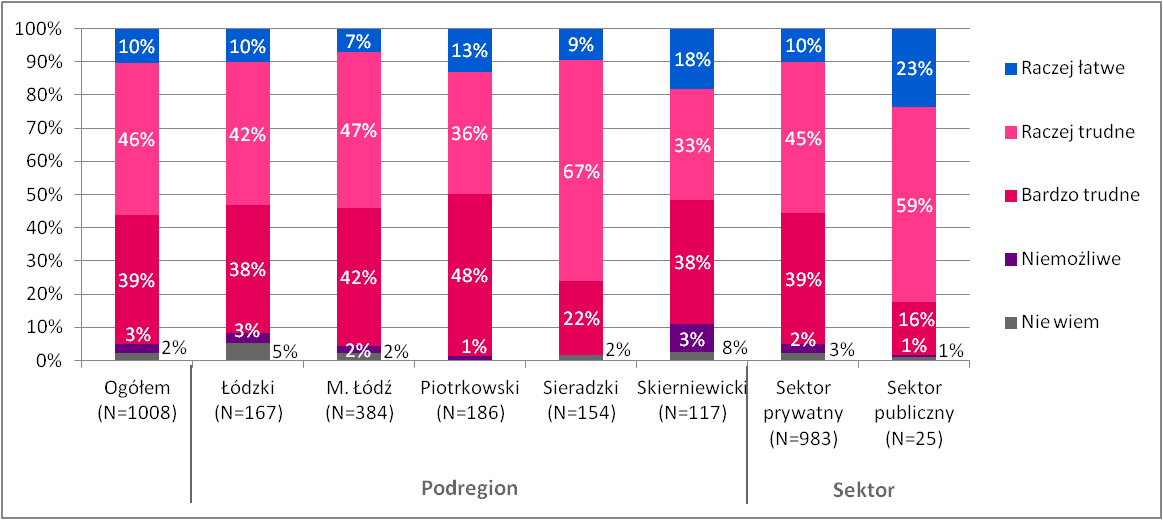 100%
90%
80%
70%
60%
50%
40%
30%
20%
10%
0%
10% 10% 7% 13% 9% 18% 10% 23%
46% 42% 47% 36% 67% 33% 45% 59%
39% 38% 42% 48% 22% 38% 39% 16%
3% 3% 2% 1% 3% 2% 1%
2% 5% 2% 2% 8% 3% 1%
Ogółem
(N=1008)
Łódzki
(N=167)
M. Łódź
(N=384)
Piotrkowski
(N=186)
Sieradzki
(N=154)
Skierniewicki
(N=117)
Sektor
prywatny
(N=983)
Sektor
publiczny
(N=25)
Podregion
Sektor
Raczej łatwe
Raczej trudne
Bardzo trudne
Niemożliwe
Nie wiem